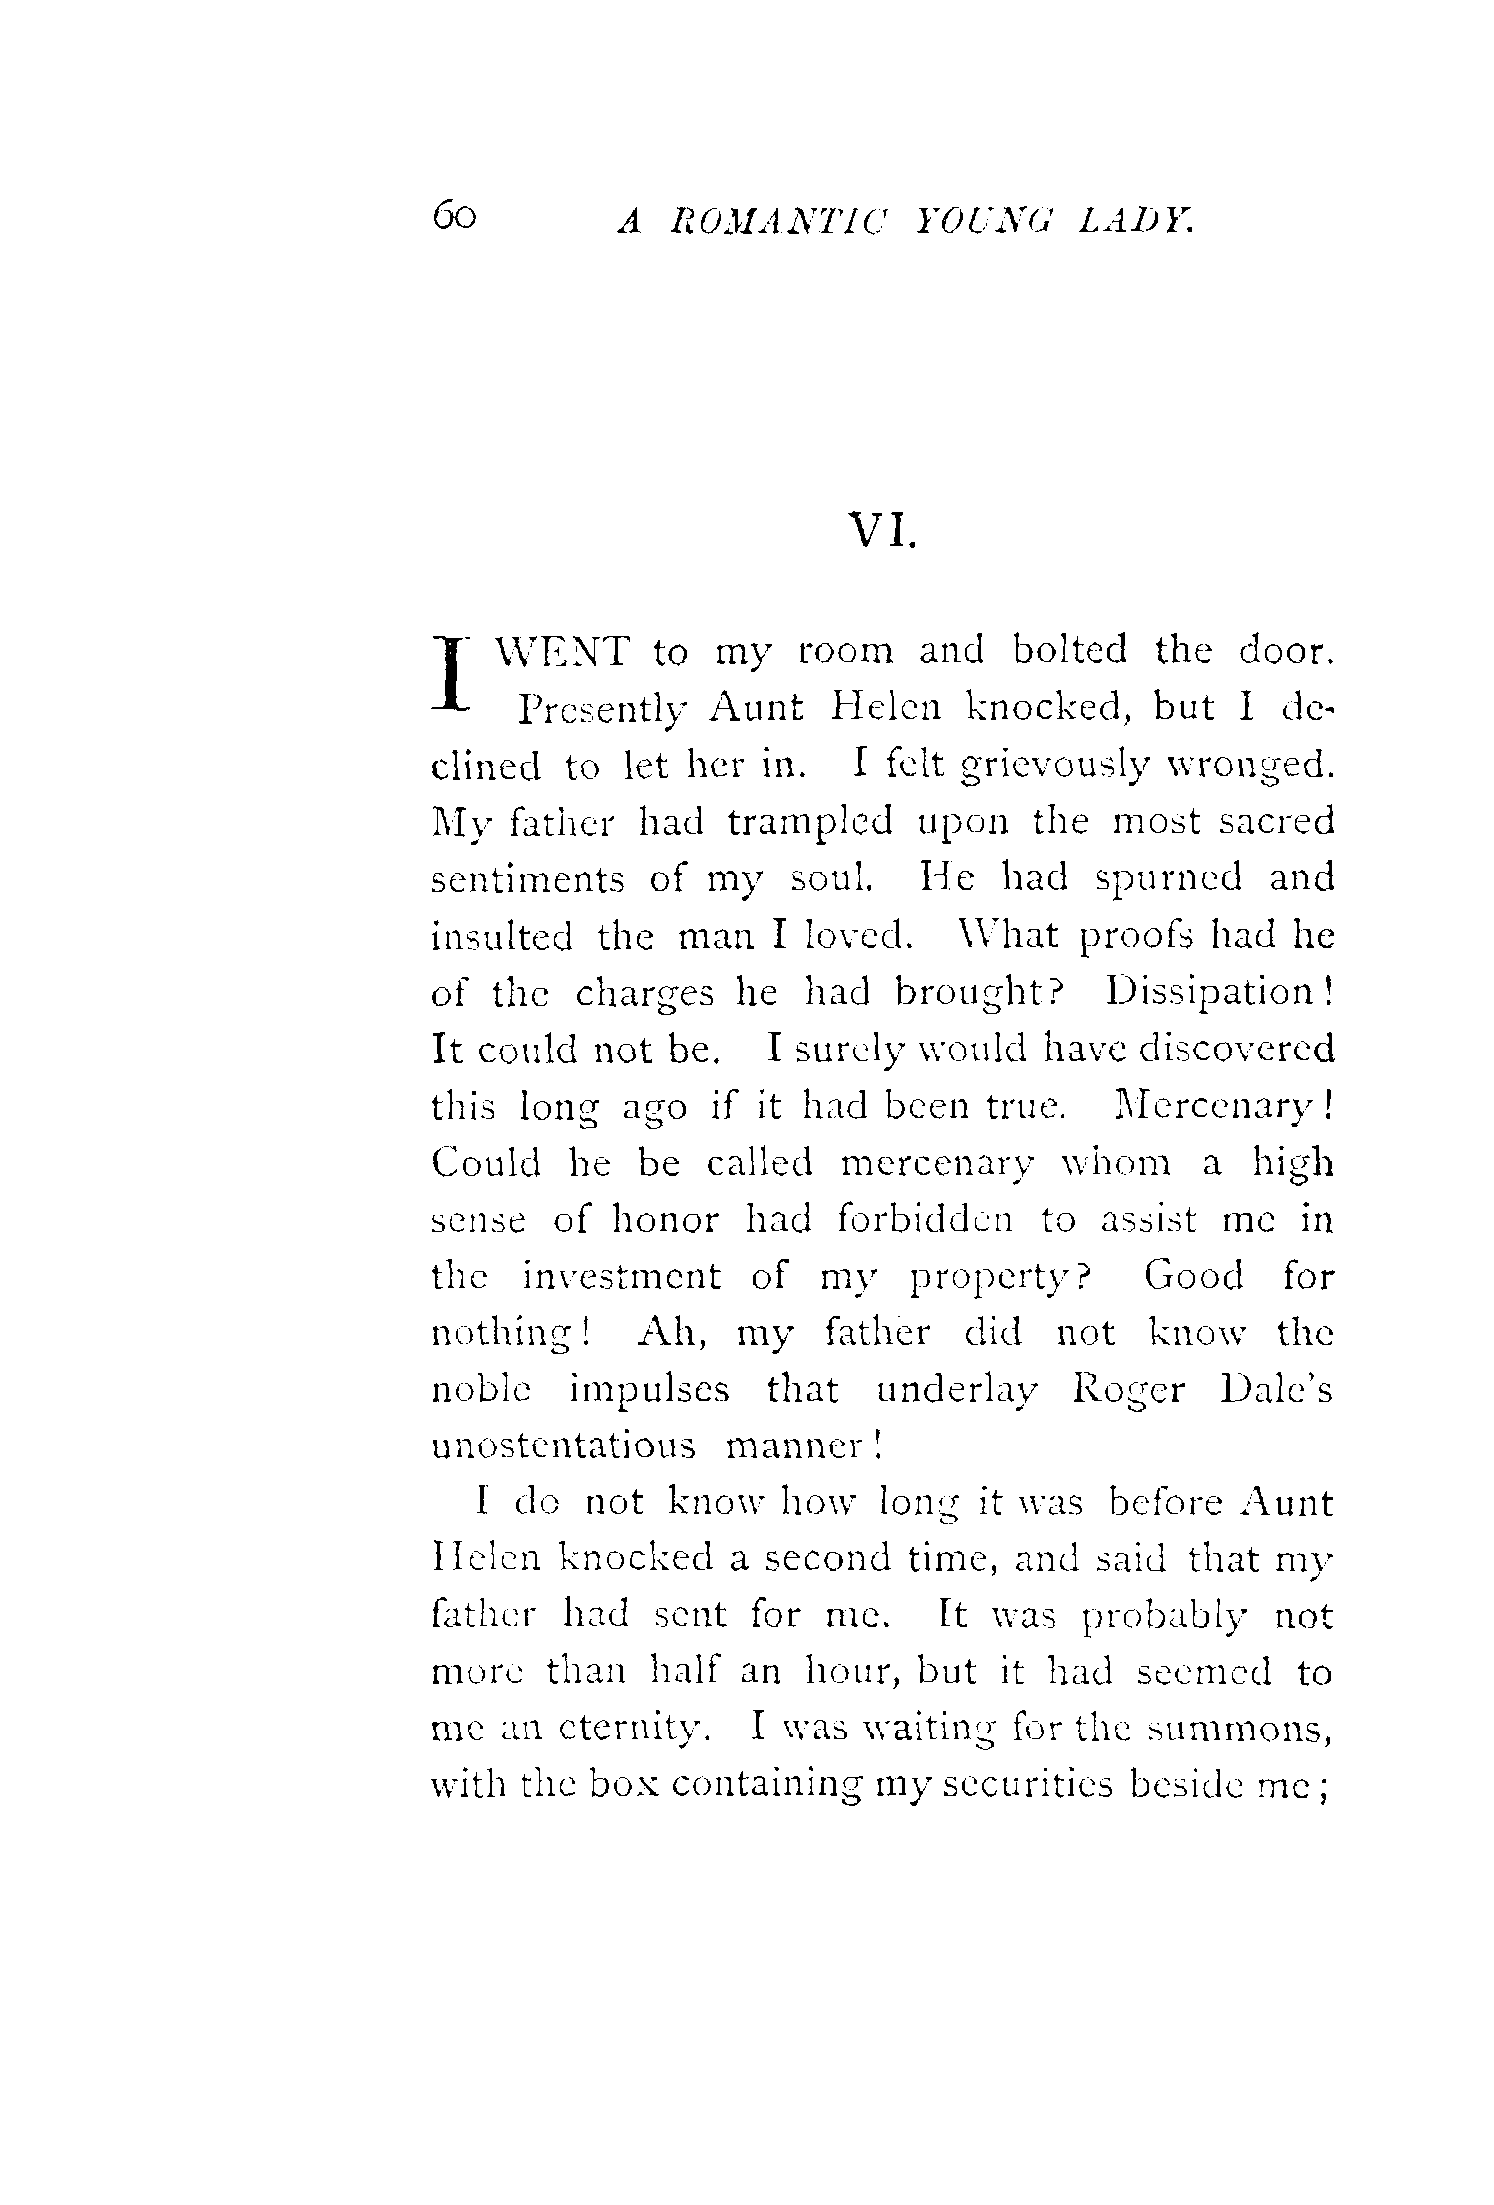 60 A ROMANTIC YOUNG LADY.
VI.
I WENT to my room and bolted the door.
Presently Aunt Helen knocked, but I de-
clined to let her in. I felt grievously wronged.
My father had trampled upon the most sacred
sentiments of my soul. He had spurned and
insulted the man I loved. What proofs had he
of the charges he had brought? Dissipation!
It could not be. I surely would have discovered
this long ago if it had been true. Mercenary!
Could he be called mercenary whom a high
sense of honor had forbidden to assist me in
the investment of my property? Good for
nothing! Ah, my father did not know the
noble impulses that underlay Roger Dale's
unostentatious manner!
I do not know how long it was before Aunt
Helen knocked a second time, and said that my
father had sent for me. It was probably not
more than half an hour, but it had seemed to
me an eternity. I was waiting for the summons,
with the box containing my securities beside me;